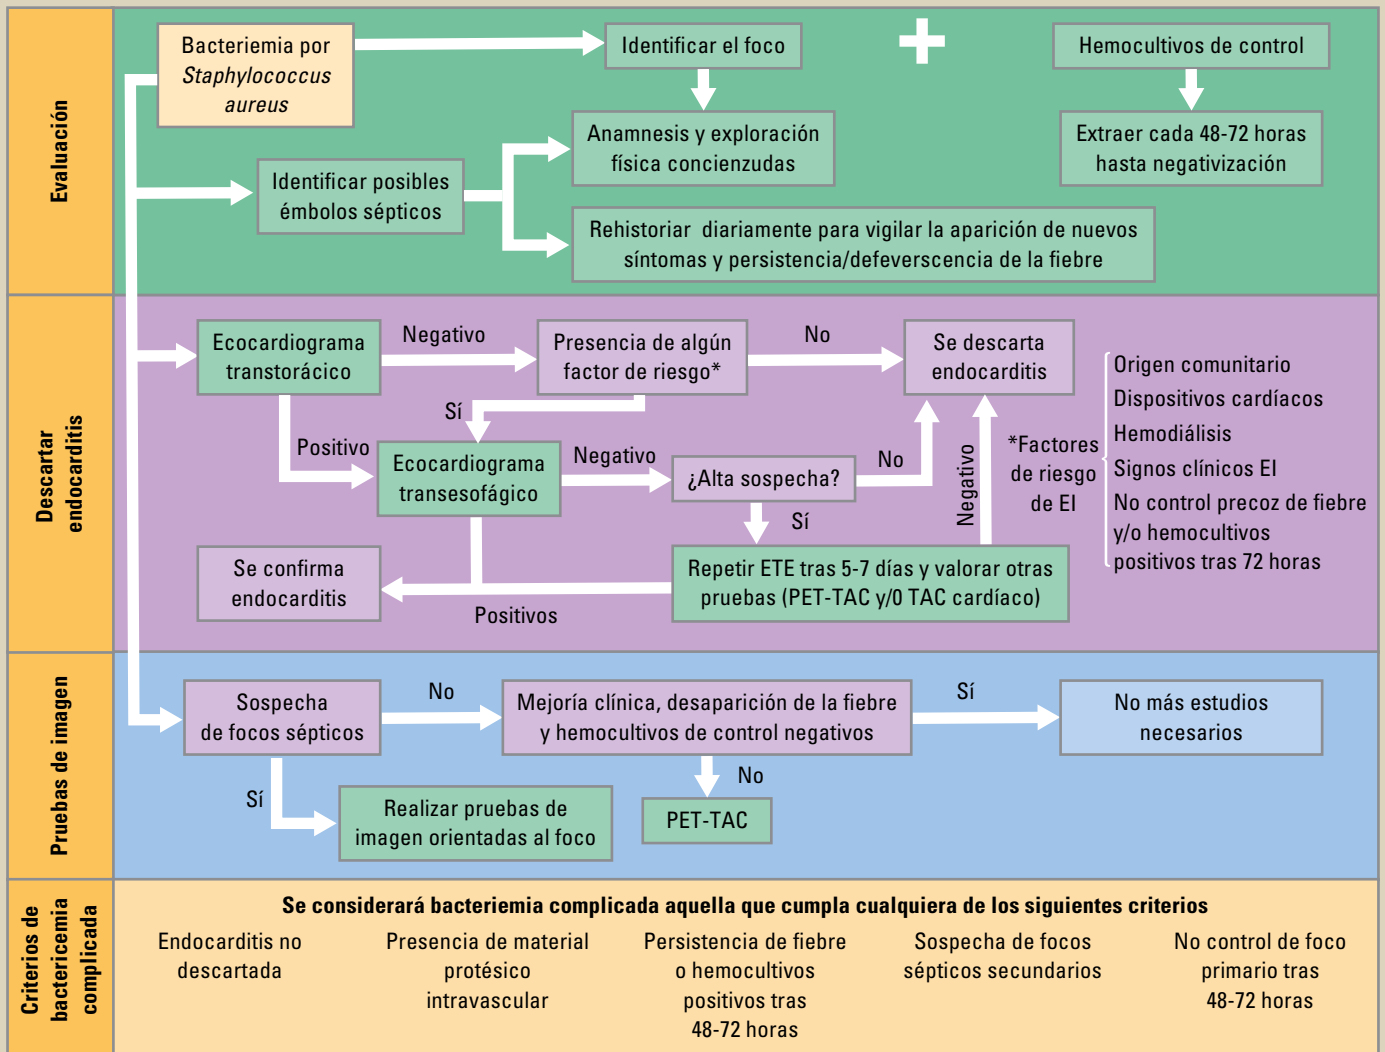 Evaluación
Bacteriemia por
Staphylococcus
aureus
Identificar el foco
Hemocultivos de control
Anamnesis y exploración
física concienzudas
Extraer cada 48-72 horas
hasta negativización
Identificar posibles
émbolos sépticos
Rehistoriar diariamente para vigilar la aparición de nuevos
síntomas y persistencia/defeverscencia de la fiebre
Descartar
endocarditis
Ecocardiograma
transtorácico
Negativo
Presencia de algún
factor de riesgo*
No
Se descarta
endocarditis
Sí
Positivo
Ecocardiograma
transesofágico
Negativo
¿Alta sospecha?
No
Negativo
Sí
*Factores
de riesgo
de EI
Origen comunitario
Dispositivos cardíacos
Hemodiálisis
Signos clínicos EI
No control precoz de fiebre
y/o hemocultivos
positivos tras 72 horas
Se confirma
endocarditis
Positivos
Repetir ETE tras 5-7 días y valorar otras
pruebas (PET-TAC y/0 TAC cardíaco)
Pruebas de imagen
Sospecha
de focos sépticos
No
Mejoría clínica, desaparición de la fiebre
y hemocultivos de control negativos
Sí
No más estudios
necesarios
Sí
Realizar pruebas de
imagen orientadas al foco
No
PET-TAC
Criterios de
bactericemia
complicada
Se considerará bacteriemia complicada aquella que cumpla cualquiera de los siguientes criterios
Endocarditis no
descartada
Presencia de material
protésico
intravascular
Persistencia de fiebre
o hemocultivos
positivos tras
48-72 horas
Sospecha de focos
sépticos secundarios
No control de foco
primario tras
48-72 horas